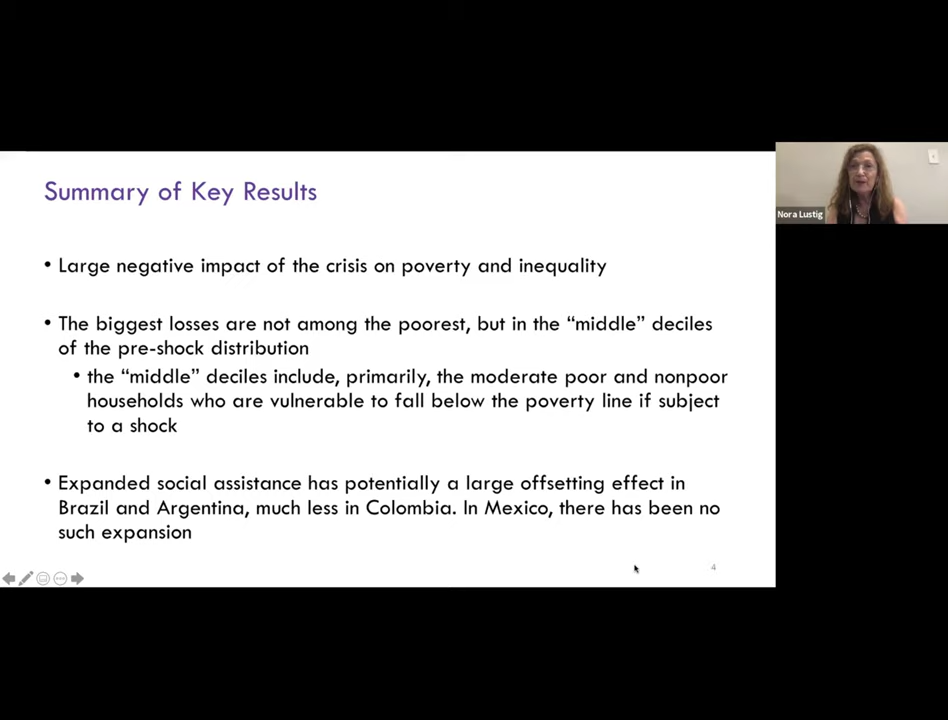 Summary of Key Results
• Large negative impact of the crisis on poverty and inequality
• The biggest losses are not among the poorest, but in the “middle” deciles
of the pre-shock distribution
• the “middle” deciles include, primarily, the moderate poor and nonpoor
households who are vulnerable to fall below the poverty line if subject
to a shock
• Expanded social assistance has potentially a large offsetting effect in
Brazil and Argentina, much less in Colombia. In Mexico, there has been no
such expansion
4
Nora Lustig